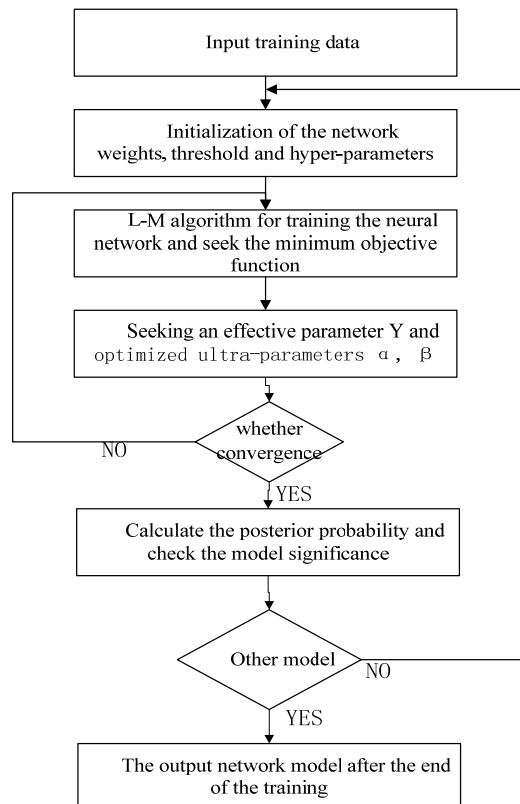 Input training data
Initialization of the network
weights, threshold and hyper-parameters
L-M algorithm for training the neural
network and seek the minimum objective
function
Seeking an effective parameter Y and
optimized ultra-parameters α, β
whether
convergence
NO
YES
Calculate the posterior probability and
check the model significance
Other model
NO
YES
The output network model after the end
of the training